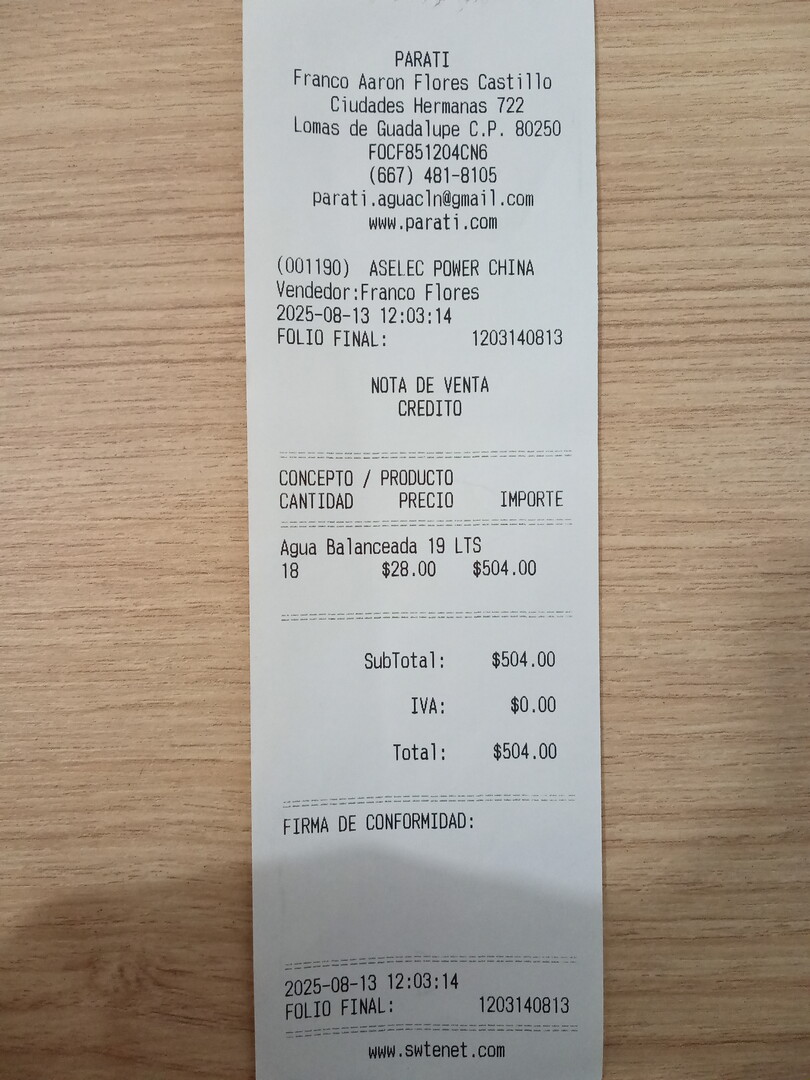 PARATI
Franco Aaron Flores Castillo
Ciudades Hermanas 722
Lomas de Guadalupe C.P. 80250
FOCF851204CN6
(667) 481-8105
parati.aguacln@gmail.com
www.parati.com
(001190) ASELEC POWER CHINA
Vendedor:Franco Flores
2025-08-13 12:03:14
FOLIO FINAL: 1203140813
NOTA DE VENTA
CREDITO
CONCEPTO / PRODUCTO
CANTIDAD PRECIO IMPORTE
Agua Balanceada 19 LTS
18 $28.00 $504.00
SubTotal: $504.00
IVA: $0.00
Total: $504.00
FIRMA DE CONFORMIDAD:
2025-08-13 12:03:14
FOLIO FINAL: 1203140813
www.swtenet.com